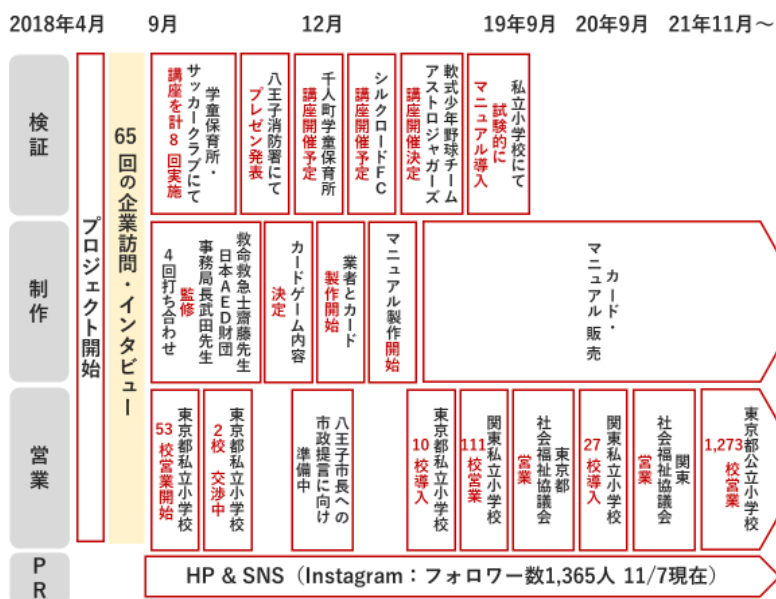 2018年4月
9月
12月
19年9月
20年9月
21年11月～
検証
制作
営業
PR
プロジェクト開始
65 回の企業訪問・インタビュー
学童保育所・
サッカークラブにて
講座を計8 回実施
八王子消防署にて
プレゼン発表
千人町学童保育所
講座開催予定
シルクロードFC
講座開催予定
軟式少年野球チーム
アストロジャガーズ
講座開催決定
私立小学校にて
試験的に
マニュアル導入
救命救急士齋藤先生
日本AED財団
事務局長武田先生
監修
4回打ち合わせ
カードゲーム内容
決定
業者とカード
製作開始
マニュアル製作開始
カード・
マニュアル 販売
東京都私立小学校
53 校営業開始
東京都私立小学校
2校 交渉中
八王子市長への
市政提言に向け
準備中
東京都私立小学校
10 校導入
関東私立小学校
111 校営業
東京都
社会福祉協議会
営業
関東私立小学校
27 校導入
関東
社会福祉協議会
営業
東京都公立小学校
1,273 校営業
HP & SNS（Instagram：フォロワー数1,365人 11/7現在）